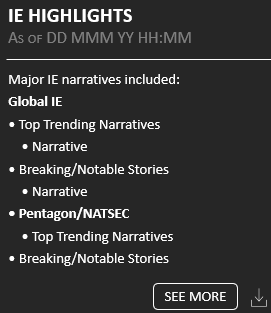 IE HIGHLIGHTS
As of DD MMM YY HH:MM
Major IE narratives included:
Global IE
• Top Trending Narratives
• Narrative
• Breaking/Notable Stories
• Narrative
• Pentagon/NATSEC
• Top Trending Narratives
• Breaking/Notable Stories
SEE MORE